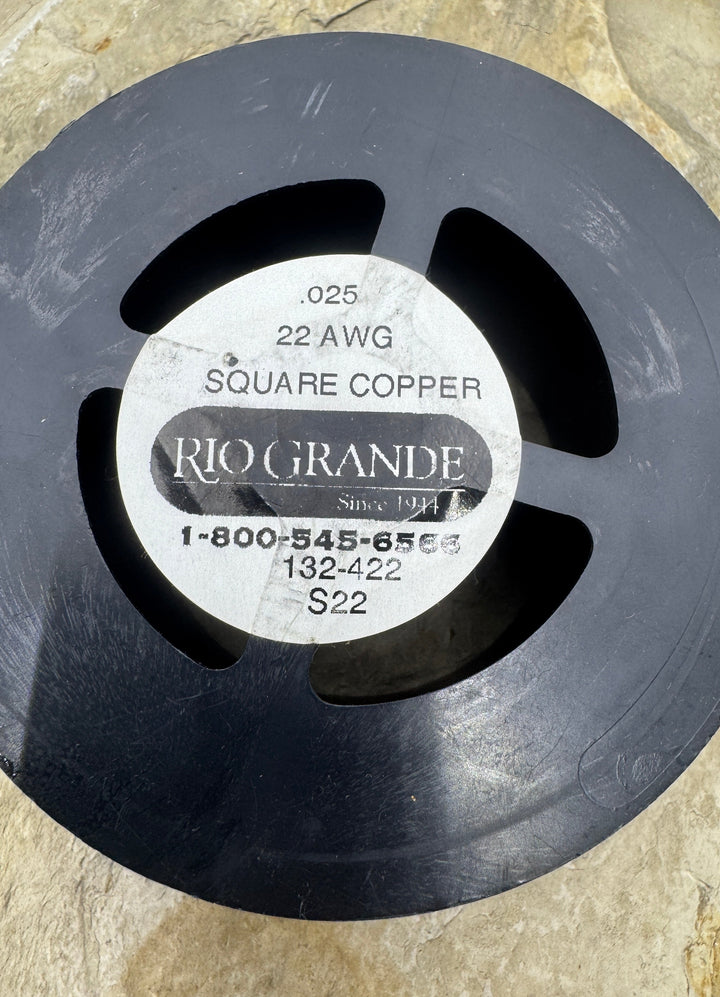 .025
22 AWG
SQUARE COPPER
RIO GRANDE
Since 1944
1-800-545-6566
132-422
S22